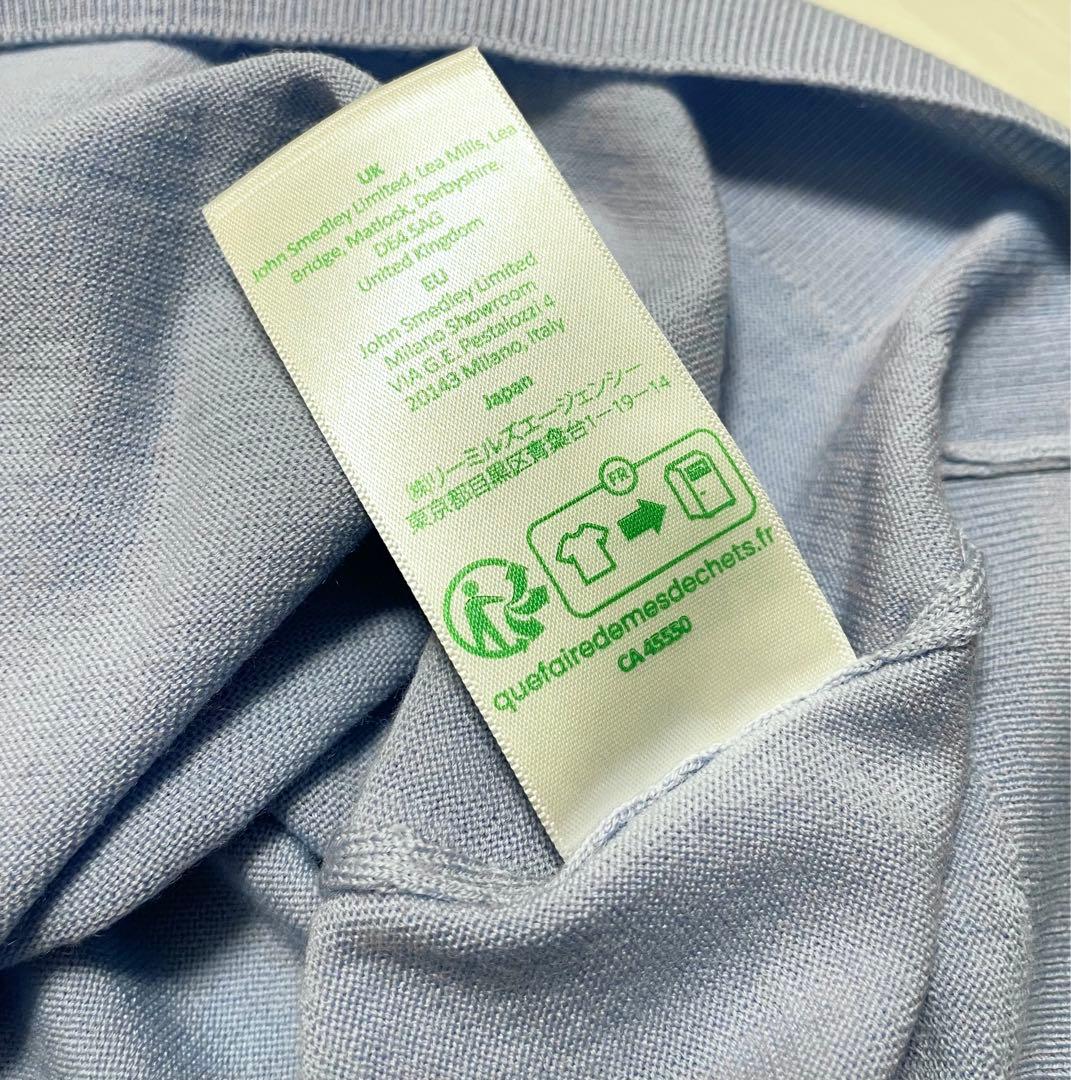 UK
John Smedley Limited, Lea Mills, Lea
Bridge, Matlock, Derbyshire.
DE4 5AG
United Kingdom
EU
John Smedley Limited
Milano Showroom
VIA G.E. Pestalozzi 4
20143 Milano, Italy
Japan
㈱リーミルズエージェンシー
東京都目黒区青葉台1-19-14
FR
quefairedemesdechets.fr
CA 45550